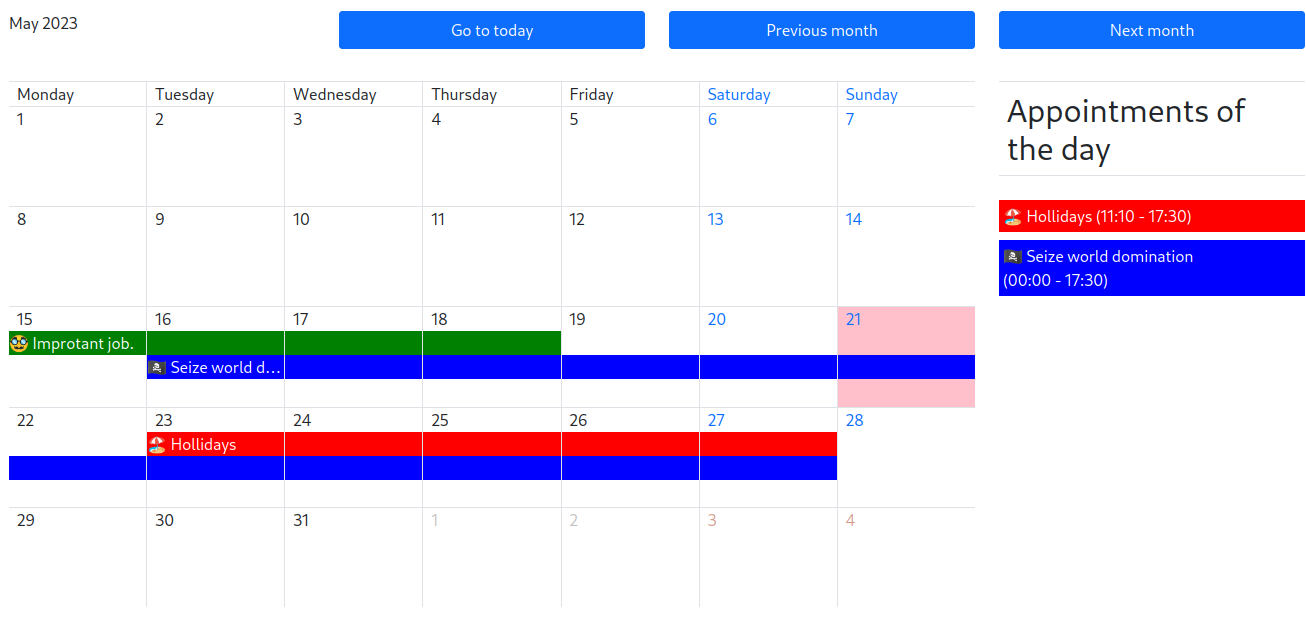 May 2023
Go to today
Previous month
Next month
Monday Tuesday Wednesday Thursday Friday Saturday Sunday
1 2 3 4 5 6 7
8 9 10 11 12 13 14
15 16 17 18 19 20 21
🥸 Improtant job.
🏴‍☠️ Seize world d…
22 23 24 25 26 27 28
🏖️ Hollidays
29 30 31 1 2 3 4
Appointments of
the day
🏖️ Hollidays (11:10 - 17:30)
🏴‍☠️ Seize world domination
(00:00 - 17:30)